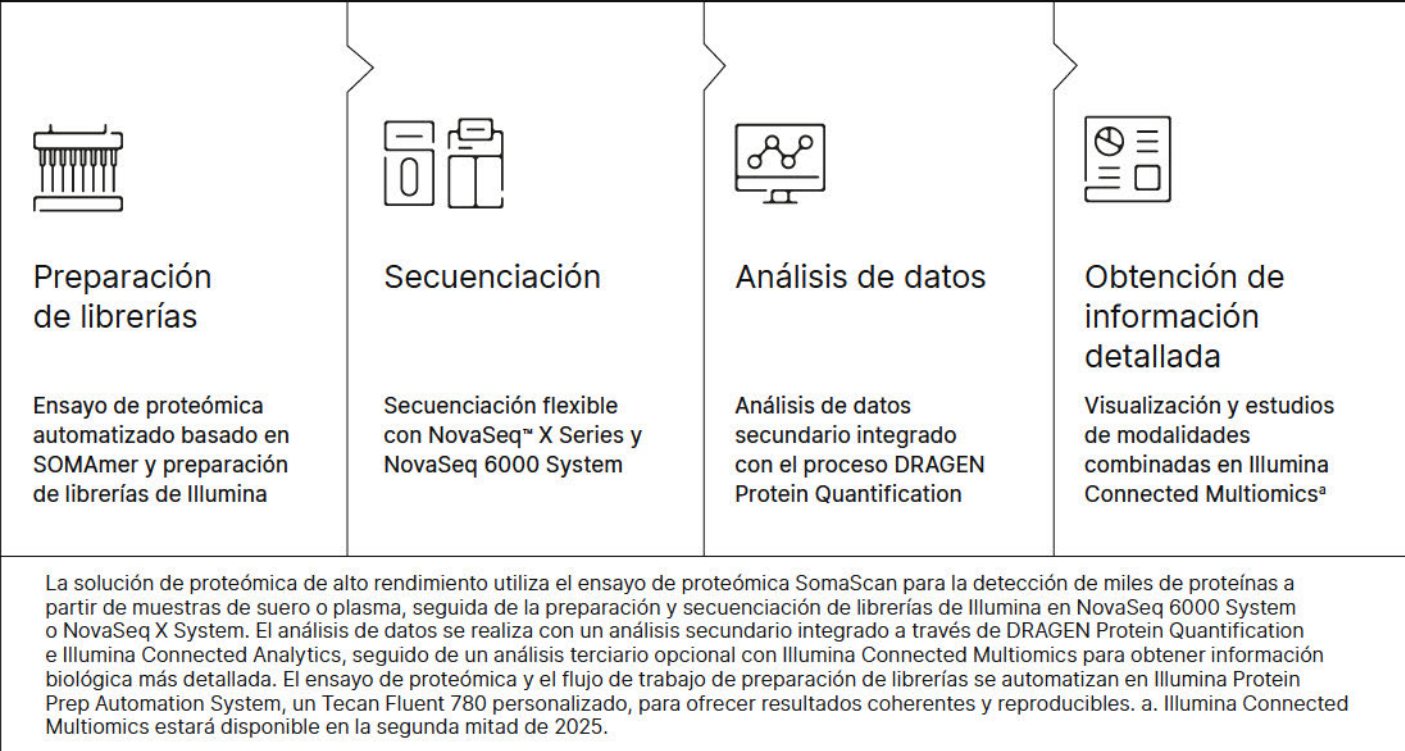 Preparación
de librerías
Ensayo de proteómica
automatizado basado en
SOMAmer y preparación
de librerías de Illumina
Secuenciación
Secuenciación flexible
con NovaSeq™ X Series y
NovaSeq 6000 System
Análisis de datos
Análisis de datos
secundario integrado
con el proceso DRAGEN
Protein Quantification
Obtención de
información
detallada
Visualización y estudios
de modalidades
combinadas en Illumina
Connected Multiomicsᵃ
La solución de proteómica de alto rendimiento utiliza el ensayo de proteómica SomaScan para la detección de miles de proteínas a
partir de muestras de suero o plasma, seguida de la preparación y secuenciación de librerías de Illumina en NovaSeq 6000 System
o NovaSeq X System. El análisis de datos se realiza con un análisis secundario integrado a través de DRAGEN Protein Quantification
e Illumina Connected Analytics, seguido de un análisis terciario opcional con Illumina Connected Multiomics para obtener información
biológica más detallada. El ensayo de proteómica y el flujo de trabajo de preparación de librerías se automatizan en Illumina Protein
Prep Automation System, un Tecan Fluent 780 personalizado, para ofrecer resultados coherentes y reproducibles. a. Illumina Connected
Multiomics estará disponible en la segunda mitad de 2025.